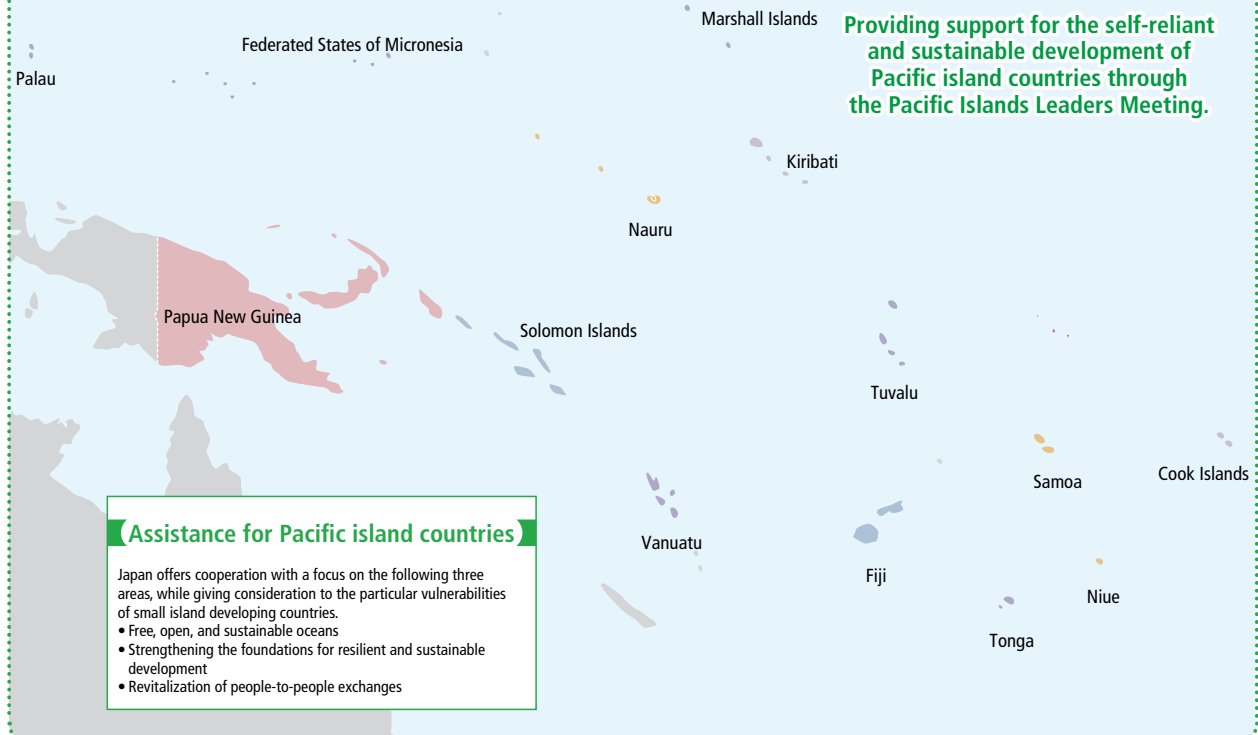 Marshall Islands
Providing support for the self-reliant
and sustainable development of
Pacific island countries through
the Pacific Islands Leaders Meeting.
Federated States of Micronesia
Palau
Kiribati
Nauru
Papua New Guinea
Solomon Islands
Tuvalu
Samoa
Cook Islands
Vanuatu
Fiji
Niue
Tonga
Assistance for Pacific island countries
Japan offers cooperation with a focus on the following three
areas, while giving consideration to the particular vulnerabilities
of small island developing countries.
• Free, open, and sustainable oceans
• Strengthening the foundations for resilient and sustainable
development
• Revitalization of people-to-people exchanges